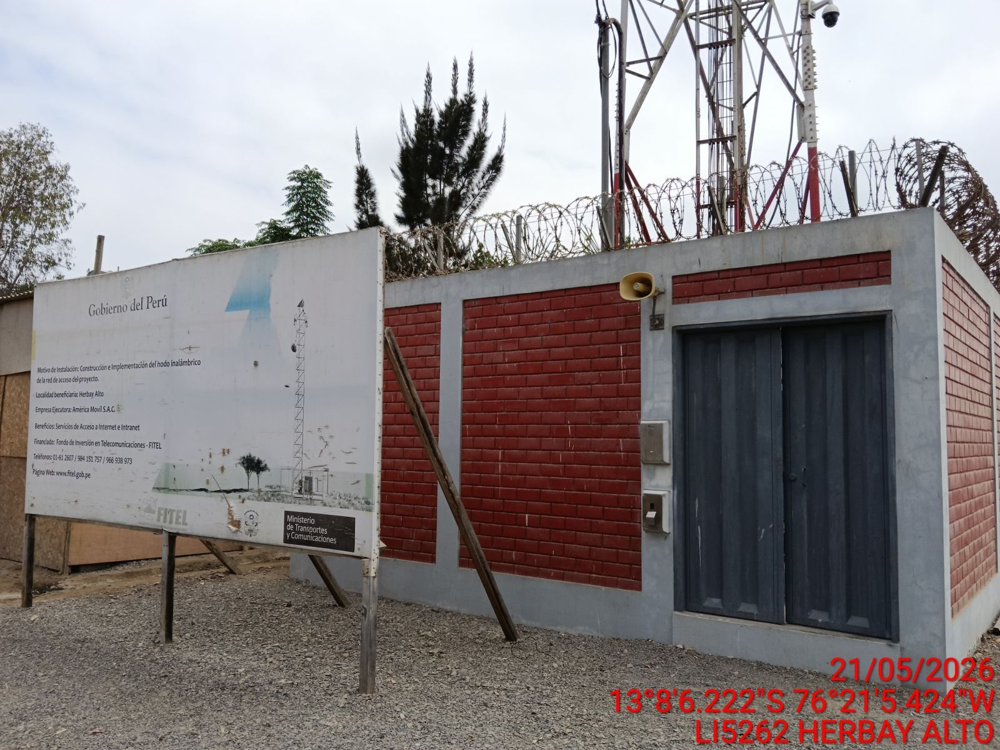 Gobierno del Perú
Motivo de Instalación: Construcción e Implementación del nodo inalámbrico
de la red de acceso del proyecto.
Localidad beneficiaria: Herbay Alto
Empresa Ejecutora: América Movil S.A.C.
Beneficios: Servicios de Acceso a Internet e Intranet
Financiado: Fondo de Inversión en Telecomunicaciones - FITEL
Teléfonos: 01-61 2607 / 984 151 757 / 966 938 973
Página Web: www.fitel.gob.pe
FITEL
Ministerio
de Transportes
y Comunicaciones
21/05/2026
13°8'6.222"S 76°21'5.424"W
LI5262 HERBAY ALTO